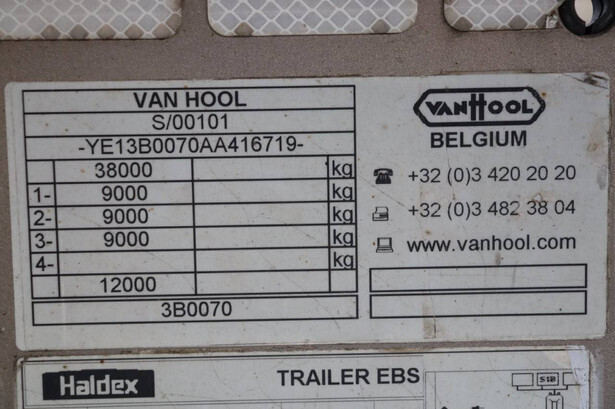 VAN HOOL
S/00101
-YE13B0070AA416719-
38000 kg
1- 9000 kg
2- 9000 kg
3- 9000 kg
4- kg
12000
3B0070
VANHOOL
BELGIUM
+32 (0)3 420 20 20
+32 (0)3 482 38 04
www.vanhool.com
Haldex
TRAILER EBS